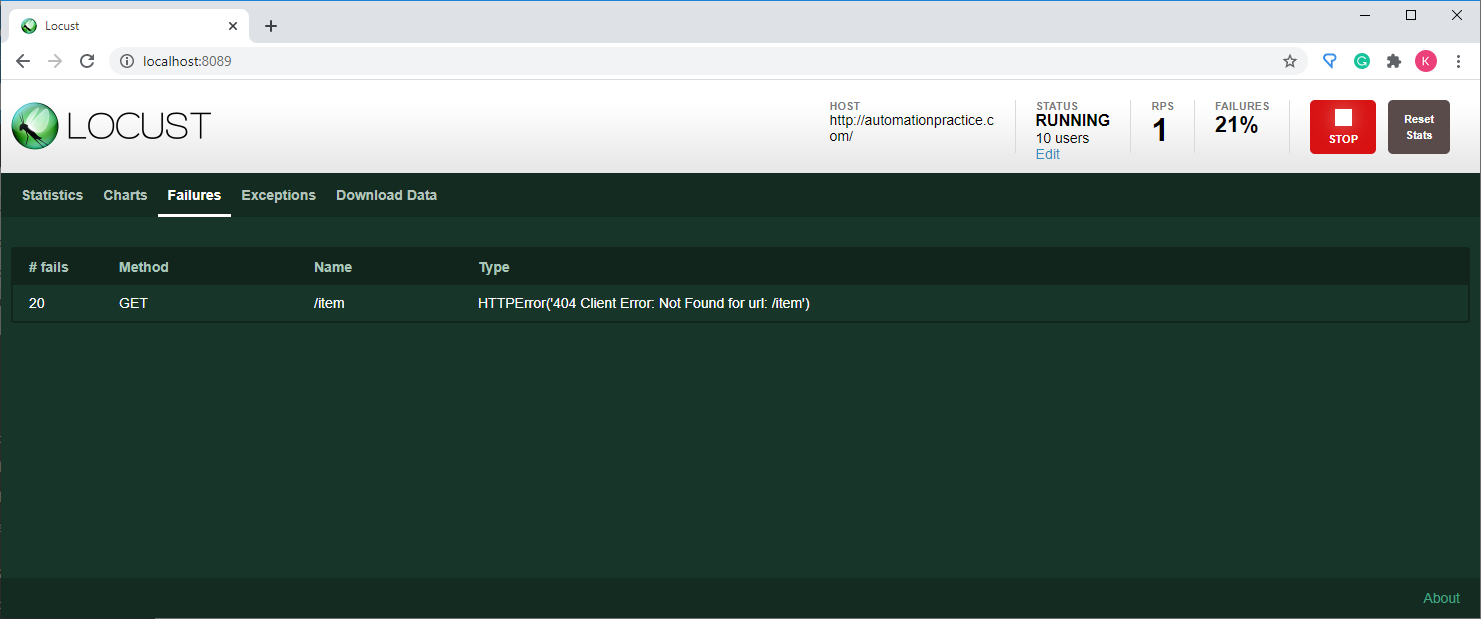 Locust
localhost:8089
K
LOCUST
HOST
http://automationpractice.c
om/
STATUS
RUNNING
10 users
Edit
RPS
1
FAILURES
21%
STOP
Reset
Stats
Statistics Charts Failures Exceptions Download Data
# fails Method Name Type
20 GET /item HTTPError('404 Client Error: Not Found for url: /item')
About